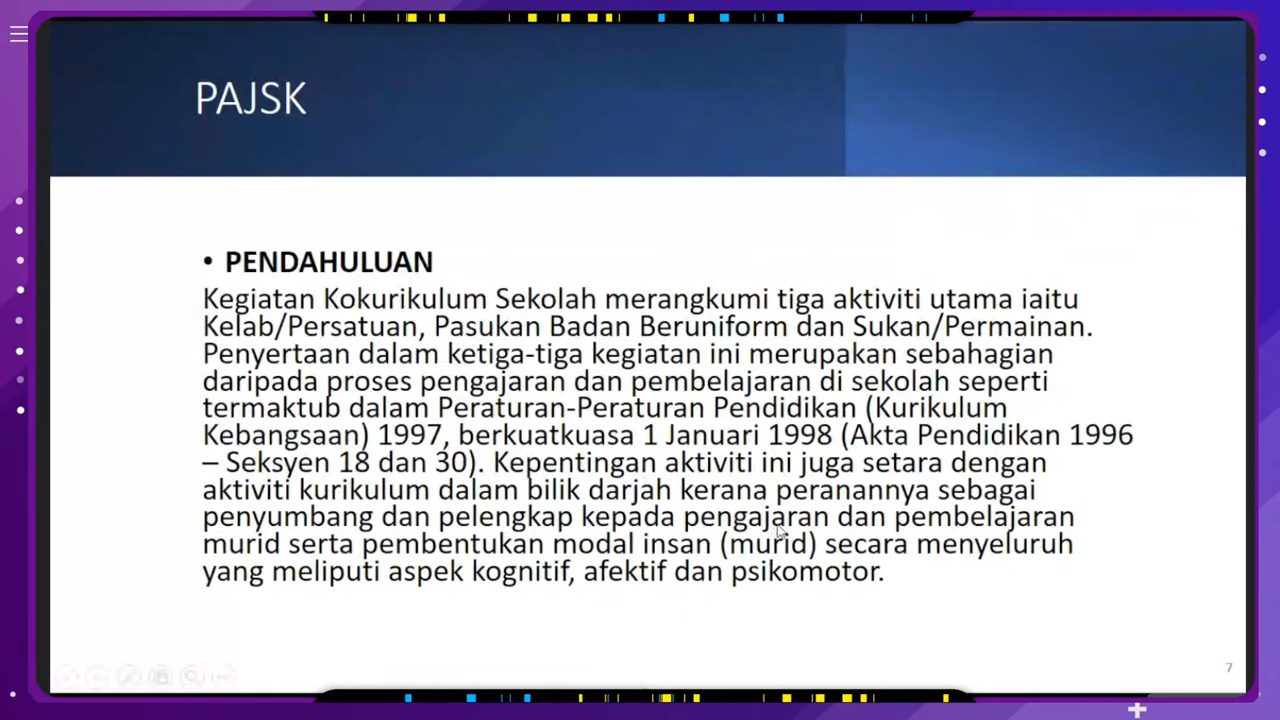 PAJSK
• PENDAHULUAN
Kegiatan Kokurikulum Sekolah merangkumi tiga aktiviti utama iaitu
Kelab/Persatuan, Pasukan Badan Beruniform dan Sukan/Permainan.
Penyertaan dalam ketiga-tiga kegiatan ini merupakan sebahagian
daripada proses pengajaran dan pembelajaran di sekolah seperti
termaktub dalam Peraturan-Peraturan Pendidikan (Kurikulum
Kebangsaan) 1997, berkuatkuasa 1 Januari 1998 (Akta Pendidikan 1996
– Seksyen 18 dan 30). Kepentingan aktiviti ini juga setara dengan
aktiviti kurikulum dalam bilik darjah kerana peranannya sebagai
penyumbang dan pelengkap kepada pengajaran dan pembelajaran
murid serta pembentukan modal insan (murid) secara menyeluruh
yang meliputi aspek kognitif, afektif dan psikomotor.
7